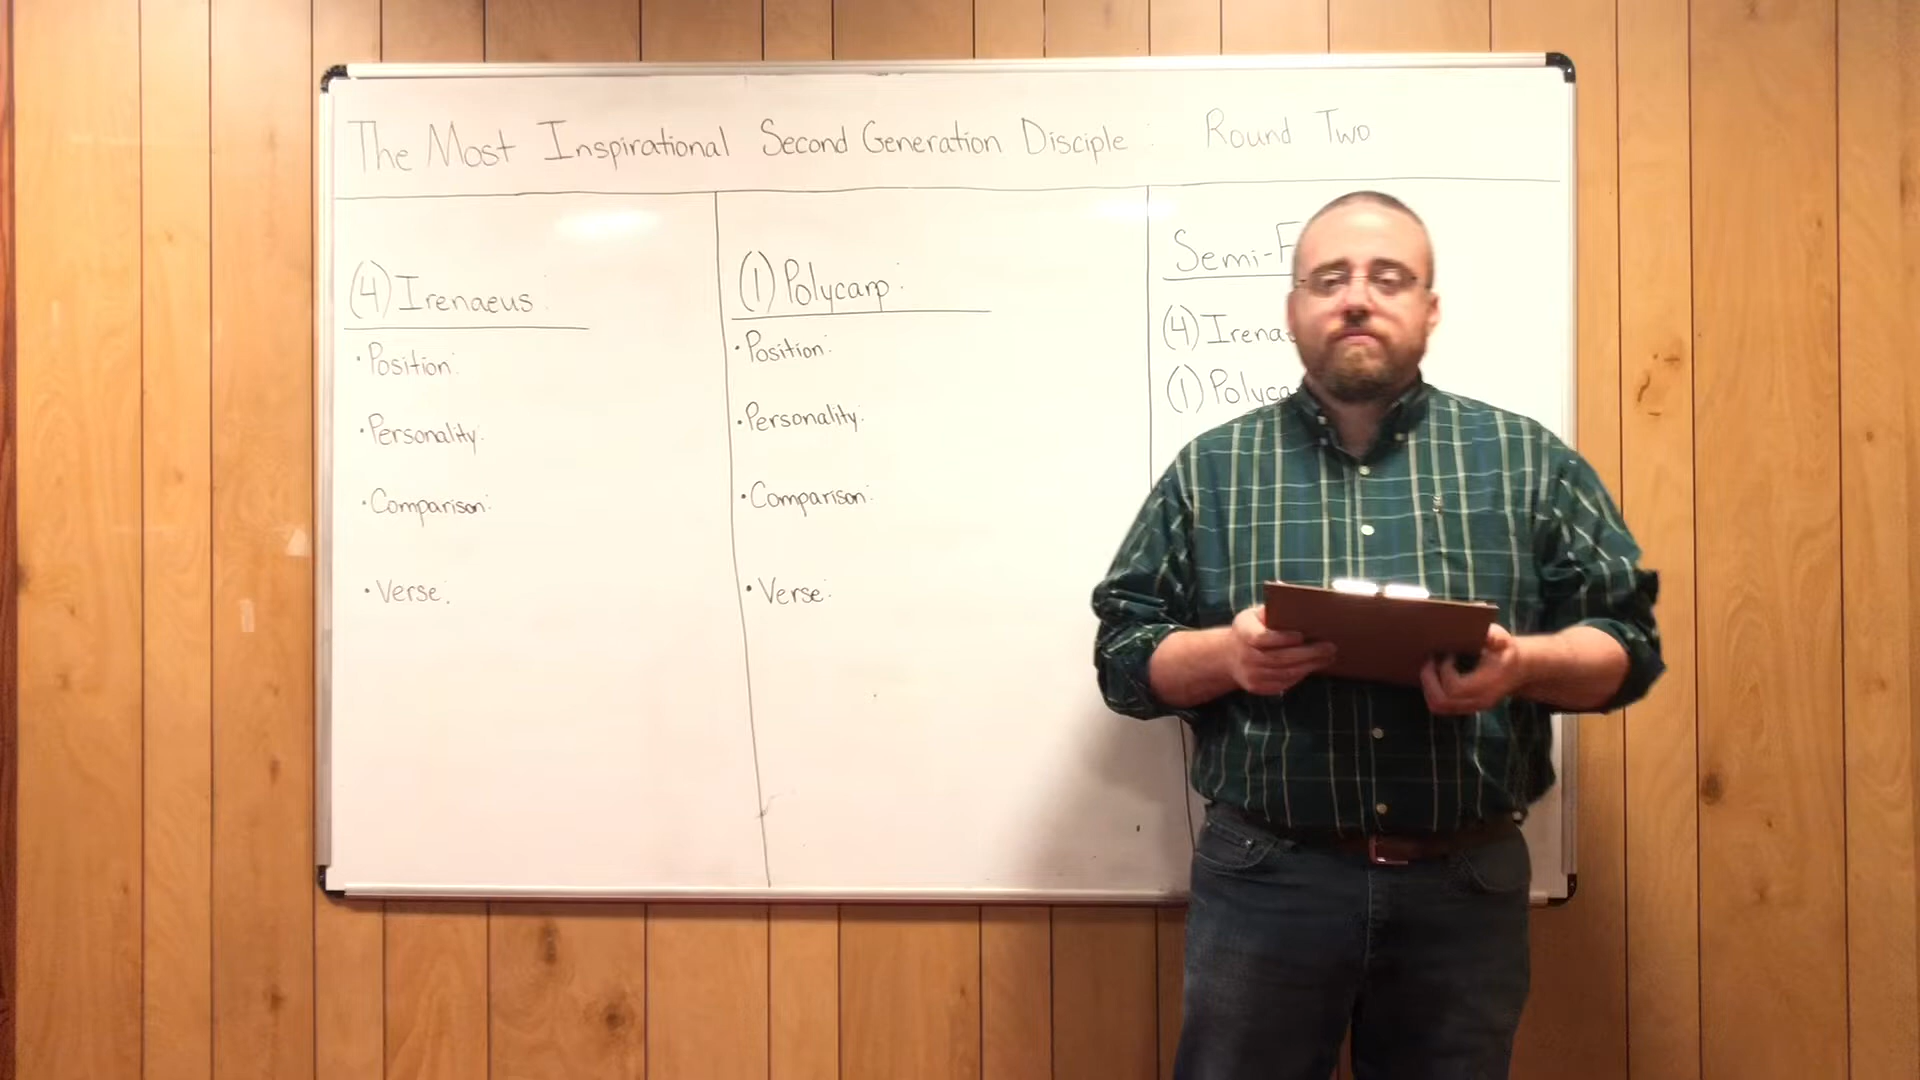 The Most Inspirational Second Generation Disciple: Round Two
(4) Irenaeus:
• Position:
• Personality:
• Comparison:
• Verse:
(1) Polycarp:
• Position:
• Personality:
• Comparison:
• Verse:
Semi-F
(4) Irena
(1) Polyca